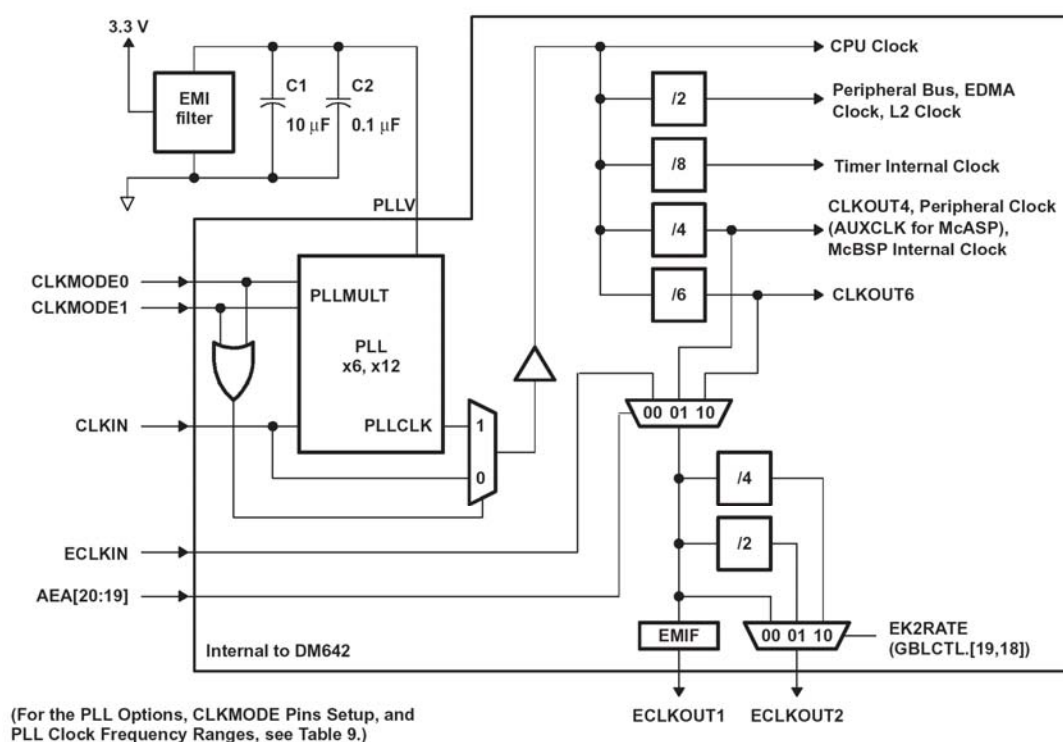 3.3 V
EMI
filter
C1
10 μF
C2
0.1 μF
PLLV
CPU Clock
/2
Peripheral Bus, EDMA
Clock, L2 Clock
/8
Timer Internal Clock
/4
CLKOUT4, Peripheral Clock
(AUXCLK for McASP),
McBSP Internal Clock
/6
CLKOUT6
CLKMODE0
CLKMODE1
PLLMULT
PLL
x6, x12
CLKIN
PLLCLK
1
0
00 01 10
/4
/2
ECLKIN
AEA[20:19]
Internal to DM642
EMIF
00 01 10
EK2RATE
(GBLCTL.[19,18])
ECLKOUT1
ECLKOUT2
(For the PLL Options, CLKMODE Pins Setup, and
PLL Clock Frequency Ranges, see Table 9.)